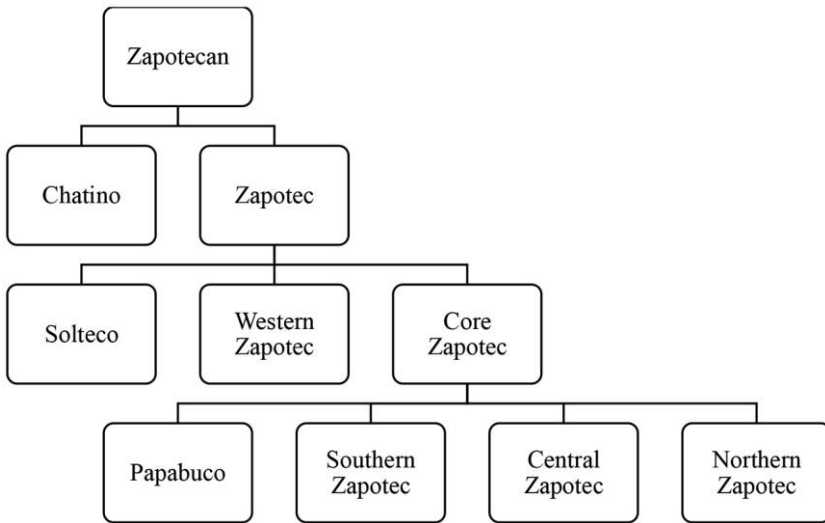 Zapotecan
Chatino
Zapotec
Solteco
Western
Zapotec
Core
Zapotec
Papabuco
Southern
Zapotec
Central
Zapotec
Northern
Zapotec